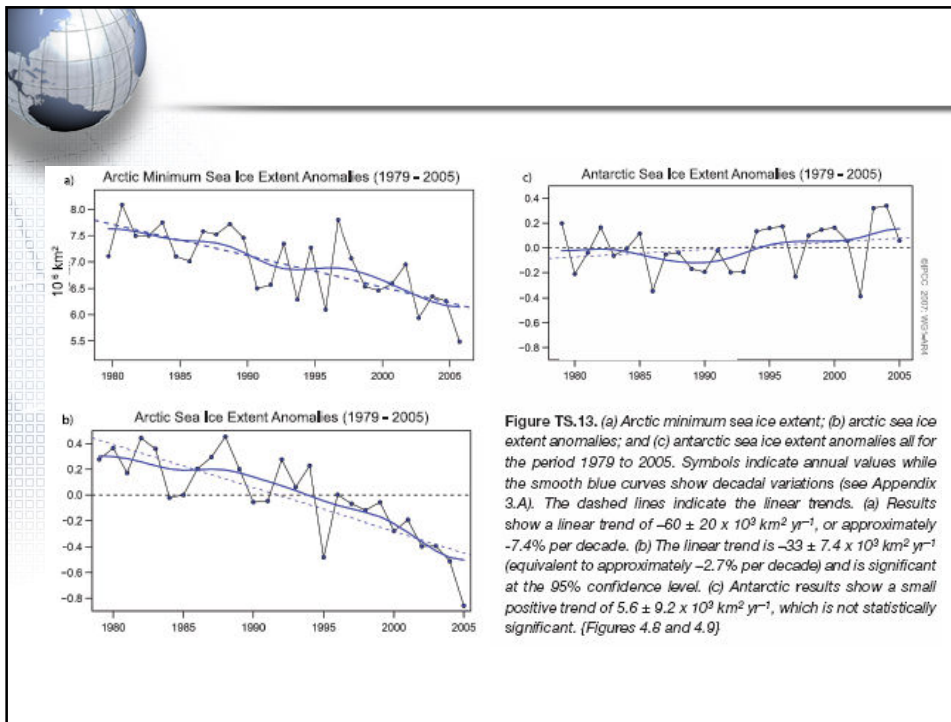 a)
Arctic Minimum Sea Ice Extent Anomalies (1979 – 2005)
10⁶ km²
8.0
7.5
7.0
6.5
6.0
5.5
1980
1985
1990
1995
2000
2005
c)
Antarctic Sea Ice Extent Anomalies (1979 – 2005)
0.4
0.2
0.0
−0.2
−0.4
−0.6
−0.8
1980
1985
1990
1995
2000
2005
©IPCC 2007: WG1-AR4
b)
Arctic Sea Ice Extent Anomalies (1979 – 2005)
0.4
0.2
0.0
−0.2
−0.4
−0.6
−0.8
1980
1985
1990
1995
2000
2005
Figure TS.13. (a) Arctic minimum sea ice extent; (b) arctic sea ice
extent anomalies; and (c) antarctic sea ice extent anomalies all for
the period 1979 to 2005. Symbols indicate annual values while
the smooth blue curves show decadal variations (see Appendix
3.A). The dashed lines indicate the linear trends. (a) Results
show a linear trend of –60 ± 20 x 10³ km² yr⁻¹, or approximately
-7.4% per decade. (b) The linear trend is –33 ± 7.4 x 10³ km² yr⁻¹
(equivalent to approximately –2.7% per decade) and is significant
at the 95% confidence level. (c) Antarctic results show a small
positive trend of 5.6 ± 9.2 x 10³ km² yr⁻¹, which is not statistically
significant. {Figures 4.8 and 4.9}